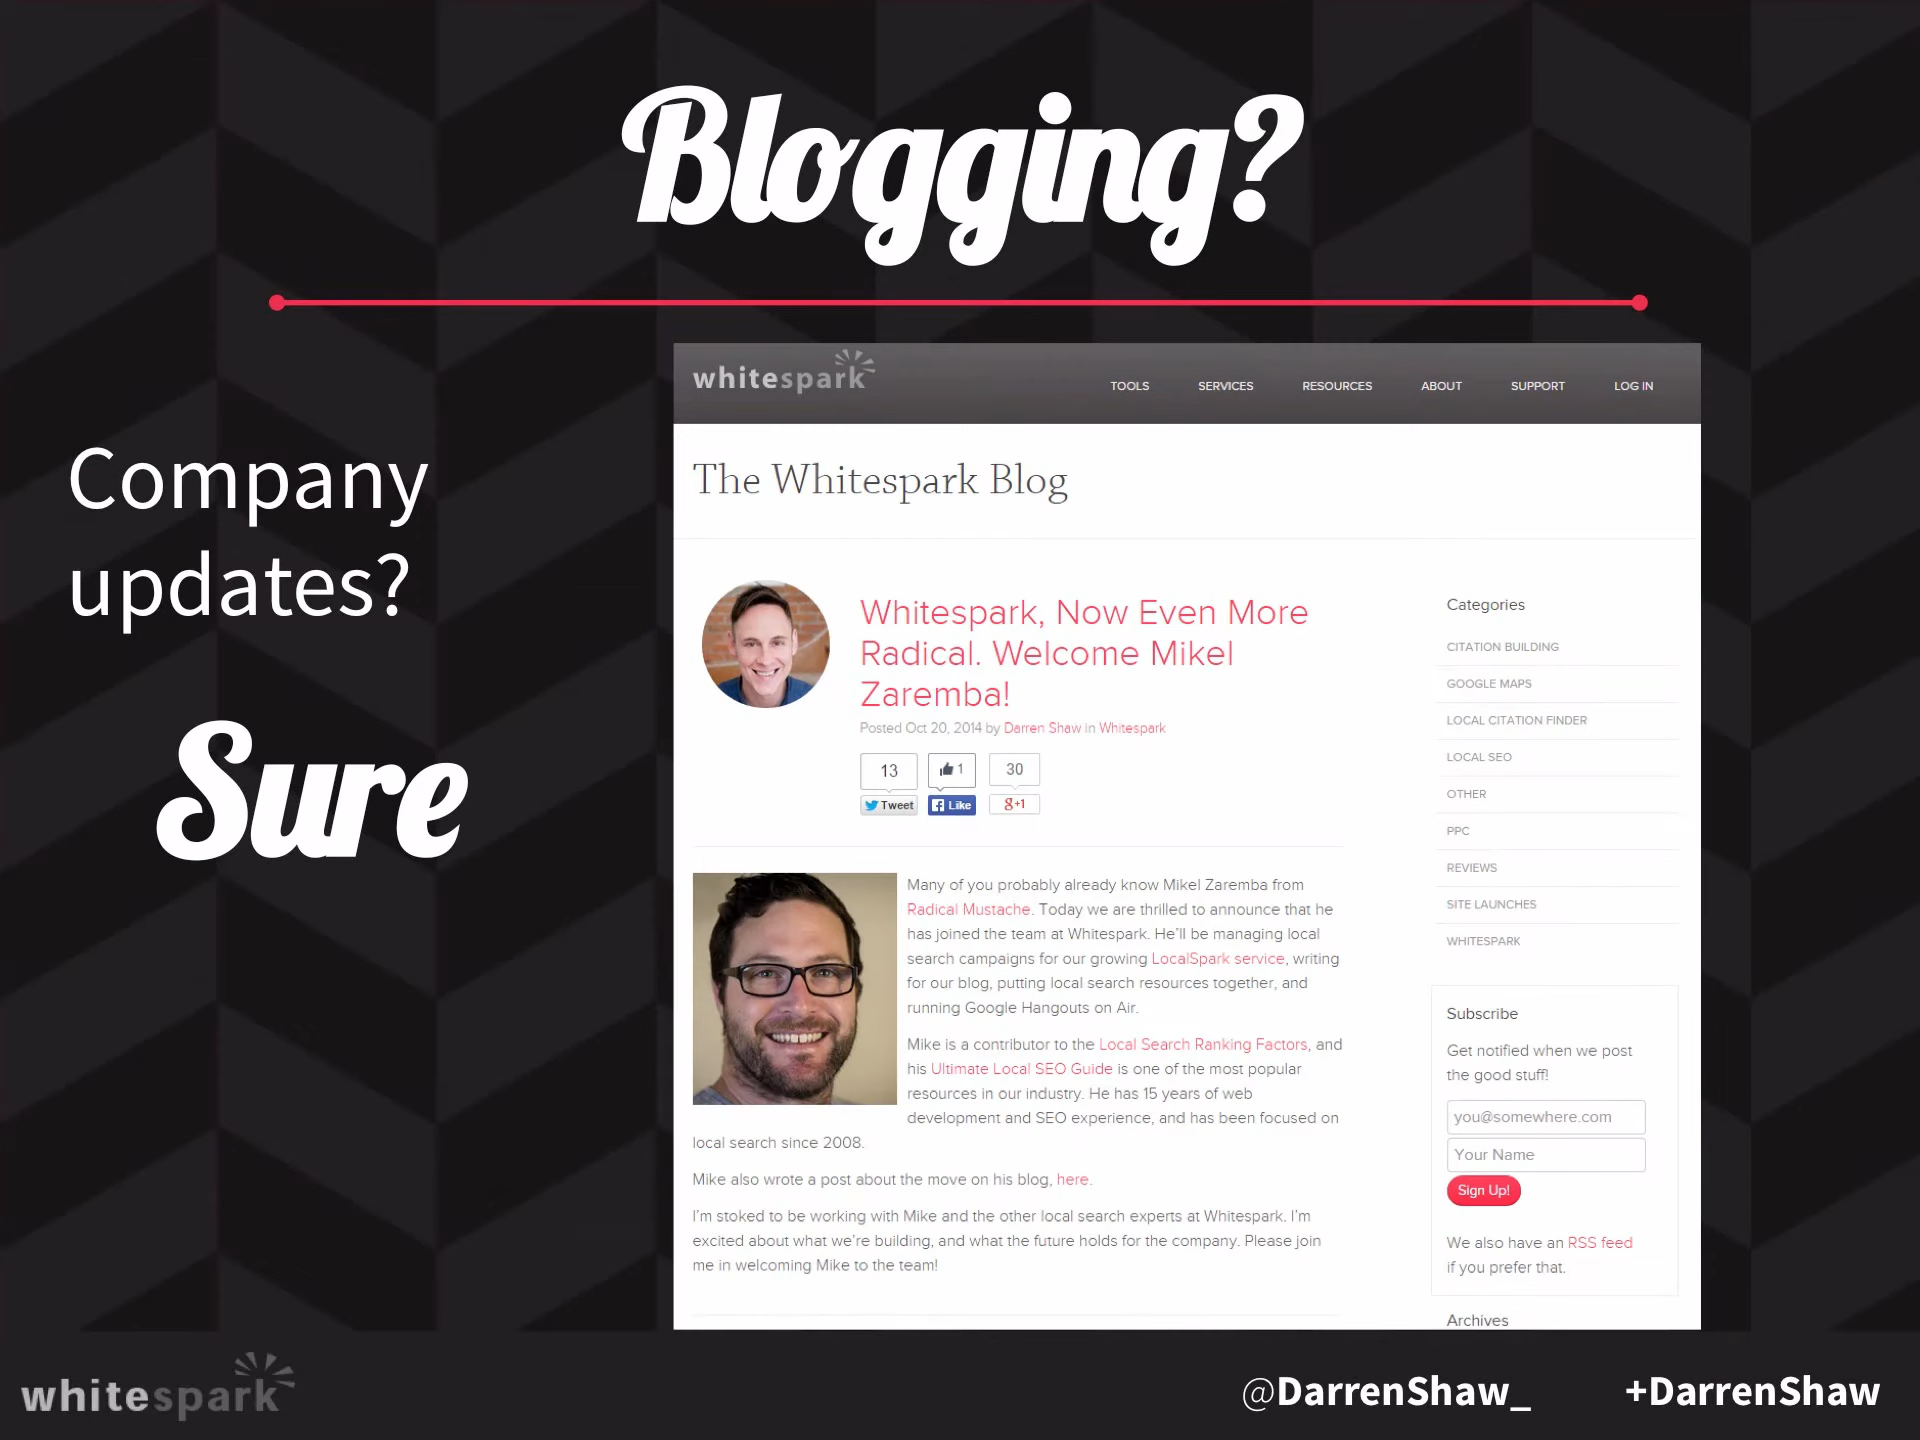 Blogging?
Company
updates?
Sure
whitespark
TOOLS SERVICES RESOURCES ABOUT SUPPORT LOG IN
The Whitespark Blog
Whitespark, Now Even More
Radical. Welcome Mikel
Zaremba!
Posted Oct 20, 2014 by Darren Shaw in Whitespark
13 1 30
Tweet Like g+1
Many of you probably already know Mikel Zaremba from
Radical Mustache. Today we are thrilled to announce that he
has joined the team at Whitespark. He'll be managing local
search campaigns for our growing LocalSpark service, writing
for our blog, putting local search resources together, and
running Google Hangouts on Air.
Mike is a contributor to the Local Search Ranking Factors, and
his Ultimate Local SEO Guide is one of the most popular
resources in our industry. He has 15 years of web
development and SEO experience, and has been focused on
local search since 2008.
Mike also wrote a post about the move on his blog, here.
I'm stoked to be working with Mike and the other local search experts at Whitespark. I'm
excited about what we're building, and what the future holds for the company. Please join
me in welcoming Mike to the team!
Categories
CITATION BUILDING
GOOGLE MAPS
LOCAL CITATION FINDER
LOCAL SEO
OTHER
PPC
REVIEWS
SITE LAUNCHES
WHITESPARK
Subscribe
Get notified when we post
the good stuff!
you@somewhere.com
Your Name
Sign Up!
We also have an RSS feed
if you prefer that.
Archives
whitespark
@DarrenShaw_ +DarrenShaw